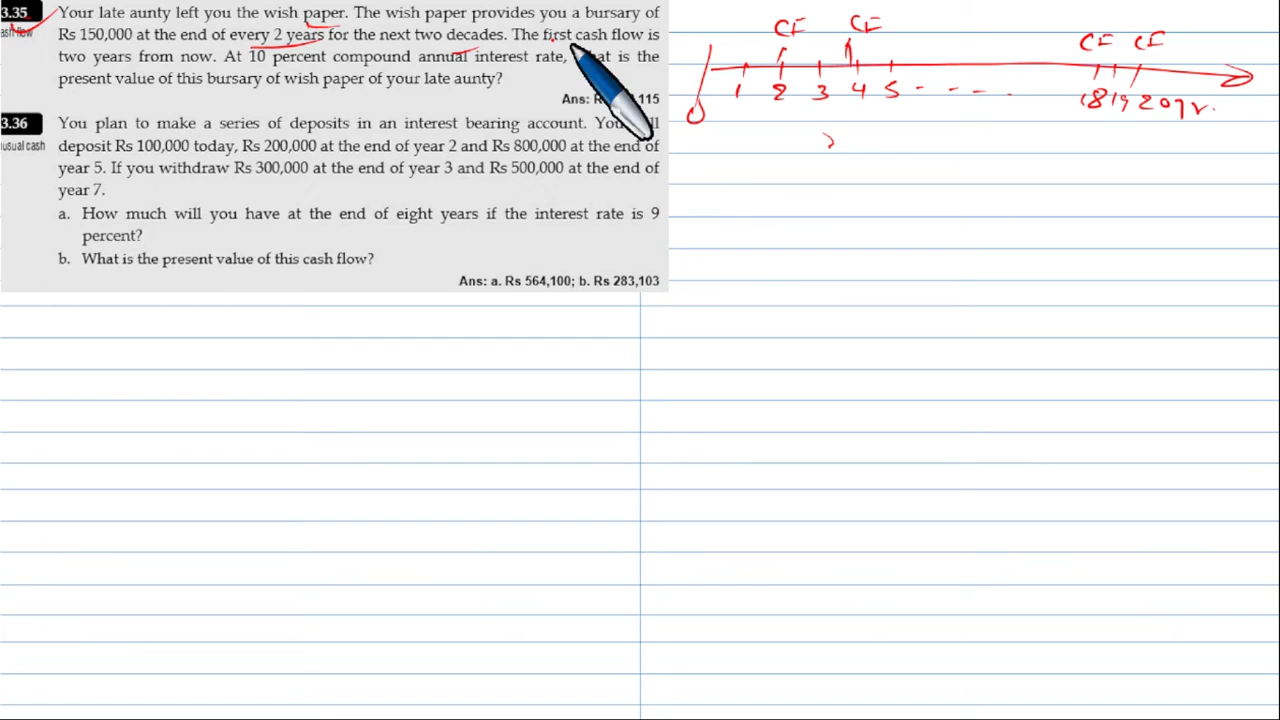 3.35 Your late aunty left you the wish paper. The wish paper provides you a bursary of
Rs 150,000 at the end of every 2 years for the next two decades. The first cash flow is
two years from now. At 10 percent compound annual interest rate, is the
present value of this bursary of wish paper of your late aunty?
Ans: 115
3.36 You plan to make a series of deposits in an interest bearing account.
usual cash deposit Rs 100,000 today, Rs 200,000 at the end of year 2 and Rs 800,000 at the end of
year 5. If you withdraw Rs 300,000 at the end of year 3 and Rs 500,000 at the end of
year 7.
a. How much will you have at the end of eight years if the interest rate is 9
percent?
b. What is the present value of this cash flow?
Ans: a. Rs 564,100; b. Rs 283,103
CF CF CF CF
0 1 2 3 4 5 - - - - 18 19 20 yr.